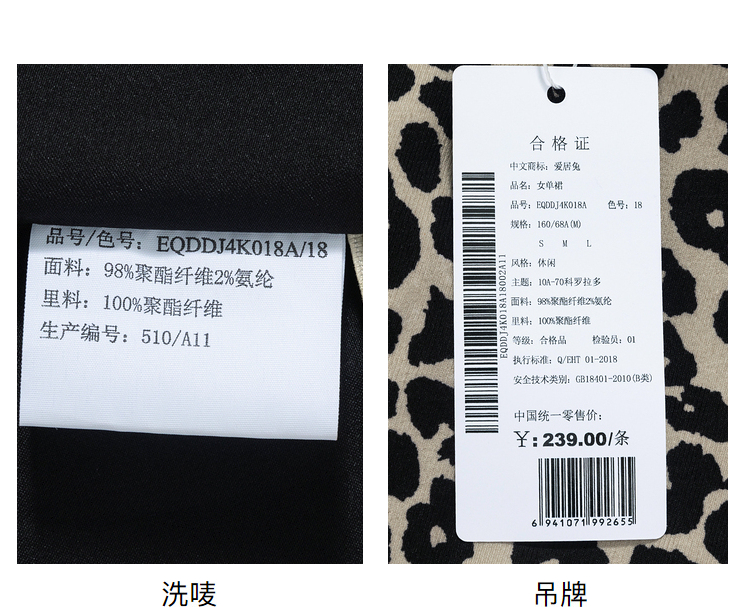 品号/色号: EQDDJ4K018A/18
面料: 98%聚酯纤维2%氨纶
里料: 100%聚酯纤维
生产编号: 510/A11
洗唛
合格证
中文商标: 爱居兔
品名: 女单裙
品号: EQDDJ4K018A 色号: 18
规格: 160/68A(M)
S M L
风格: 休闲
主题: 10A-70科罗拉多
面料: 98%聚酯纤维2%氨纶
里料: 100%聚酯纤维
等级: 合格品 检验员: 01
执行标准: Q/EHT 01-2018
安全技术类别: GB18401-2010(B类)
中国统一零售价:
¥: 239.00/条
6 941071 992655
EQDDJ4K018A18002A11
吊牌